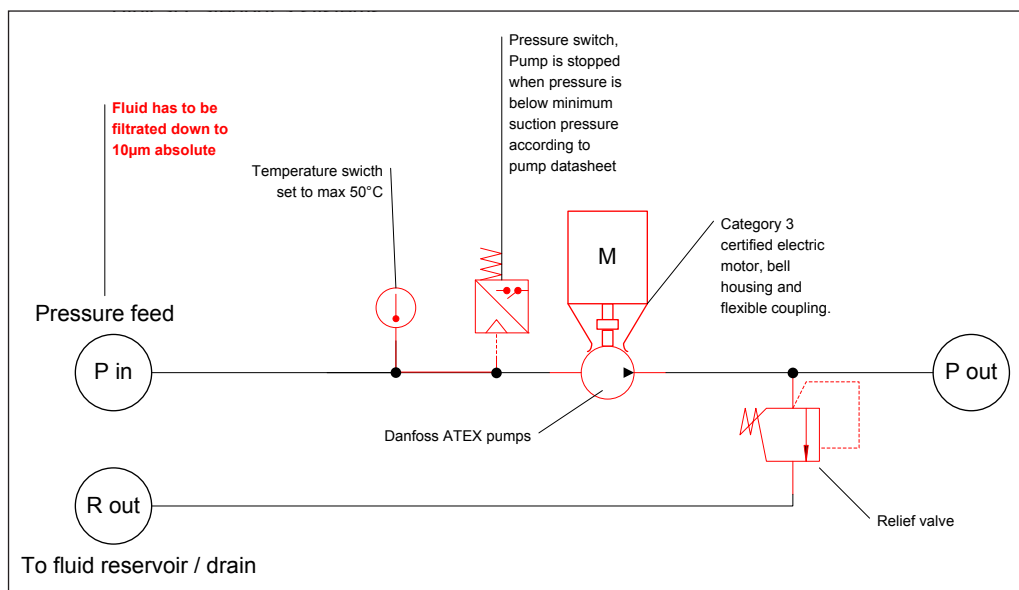 Pressure switch,
Pump is stopped
when pressure is
below minimum
suction pressure
according to
pump datasheet
Fluid has to be
filtrated down to
10µm absolute
Temperature swicth
set to max 50°C
M
Category 3
certified electric
motor, bell
housing and
flexible coupling.
Pressure feed
P in
P out
Danfoss ATEX pumps
R out
Relief valve
To fluid reservoir / drain